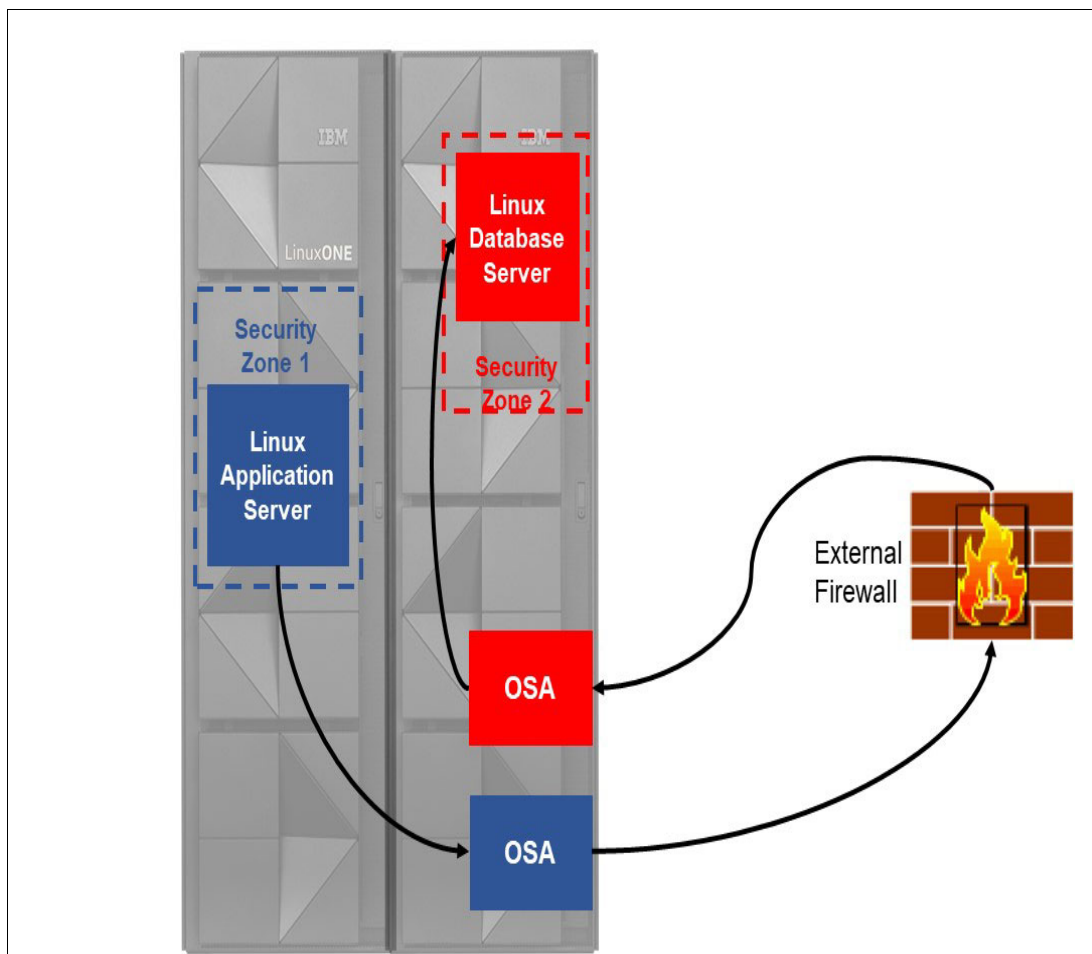 IBM
IBM
LinuxONE
Linux
Database
Server
Security
Zone 1
Security
Zone 2
Linux
Application
Server
External
Firewall
OSA
OSA